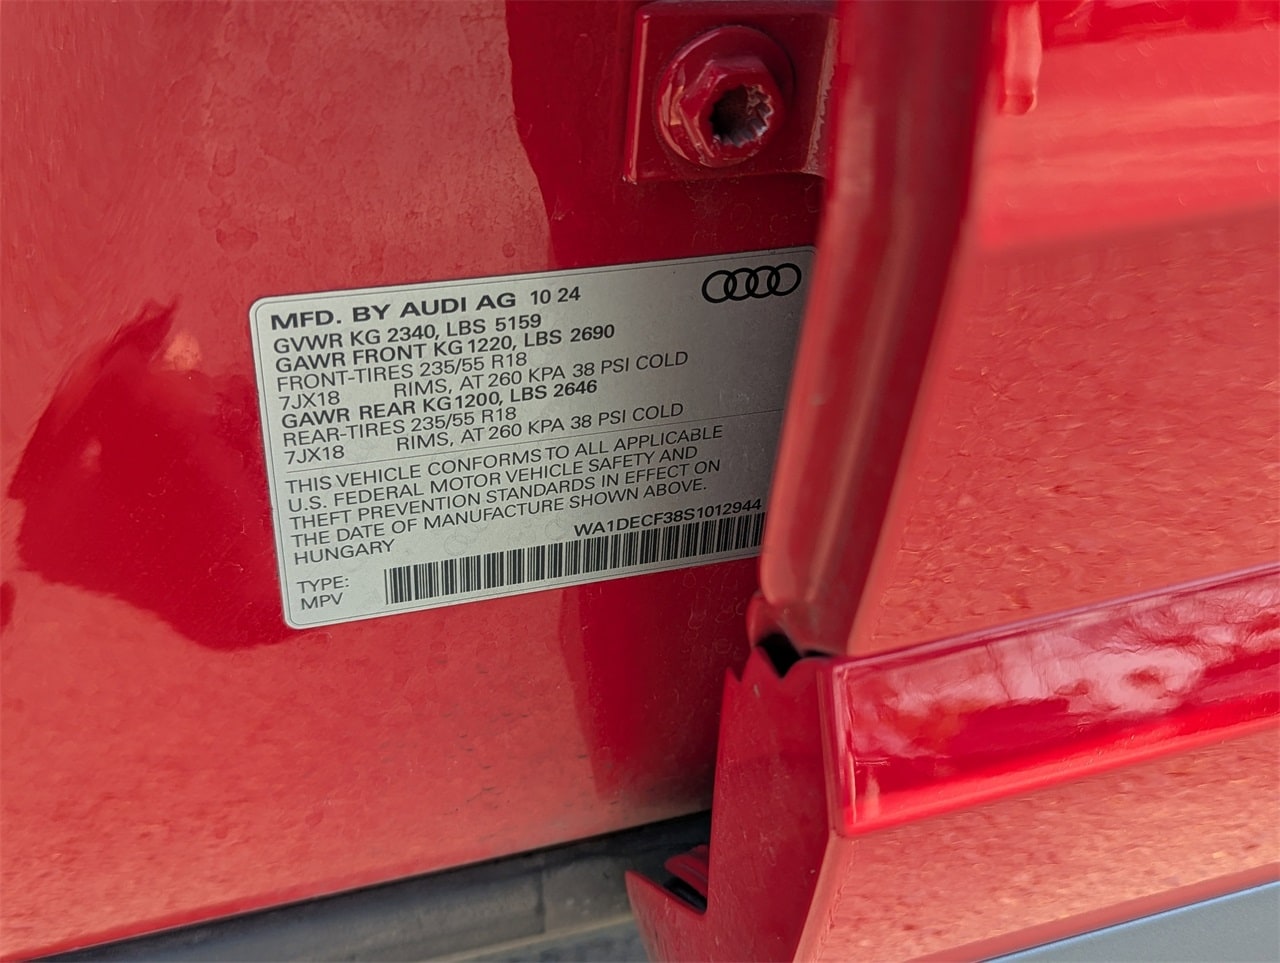 MFD. BY AUDI AG 10 24
GVWR KG 2340, LBS 5159
GAWR FRONT KG 1220, LBS 2690
FRONT-TIRES 235/55 R18
7JX18 RIMS, AT 260 KPA 38 PSI COLD
GAWR REAR KG 1200, LBS 2646
REAR-TIRES 235/55 R18
7JX18 RIMS, AT 260 KPA 38 PSI COLD
THIS VEHICLE CONFORMS TO ALL APPLICABLE
U.S. FEDERAL MOTOR VEHICLE SAFETY AND
THEFT PREVENTION STANDARDS IN EFFECT ON
THE DATE OF MANUFACTURE SHOWN ABOVE.
HUNGARY WA1DECF38S1012944
TYPE:
MPV